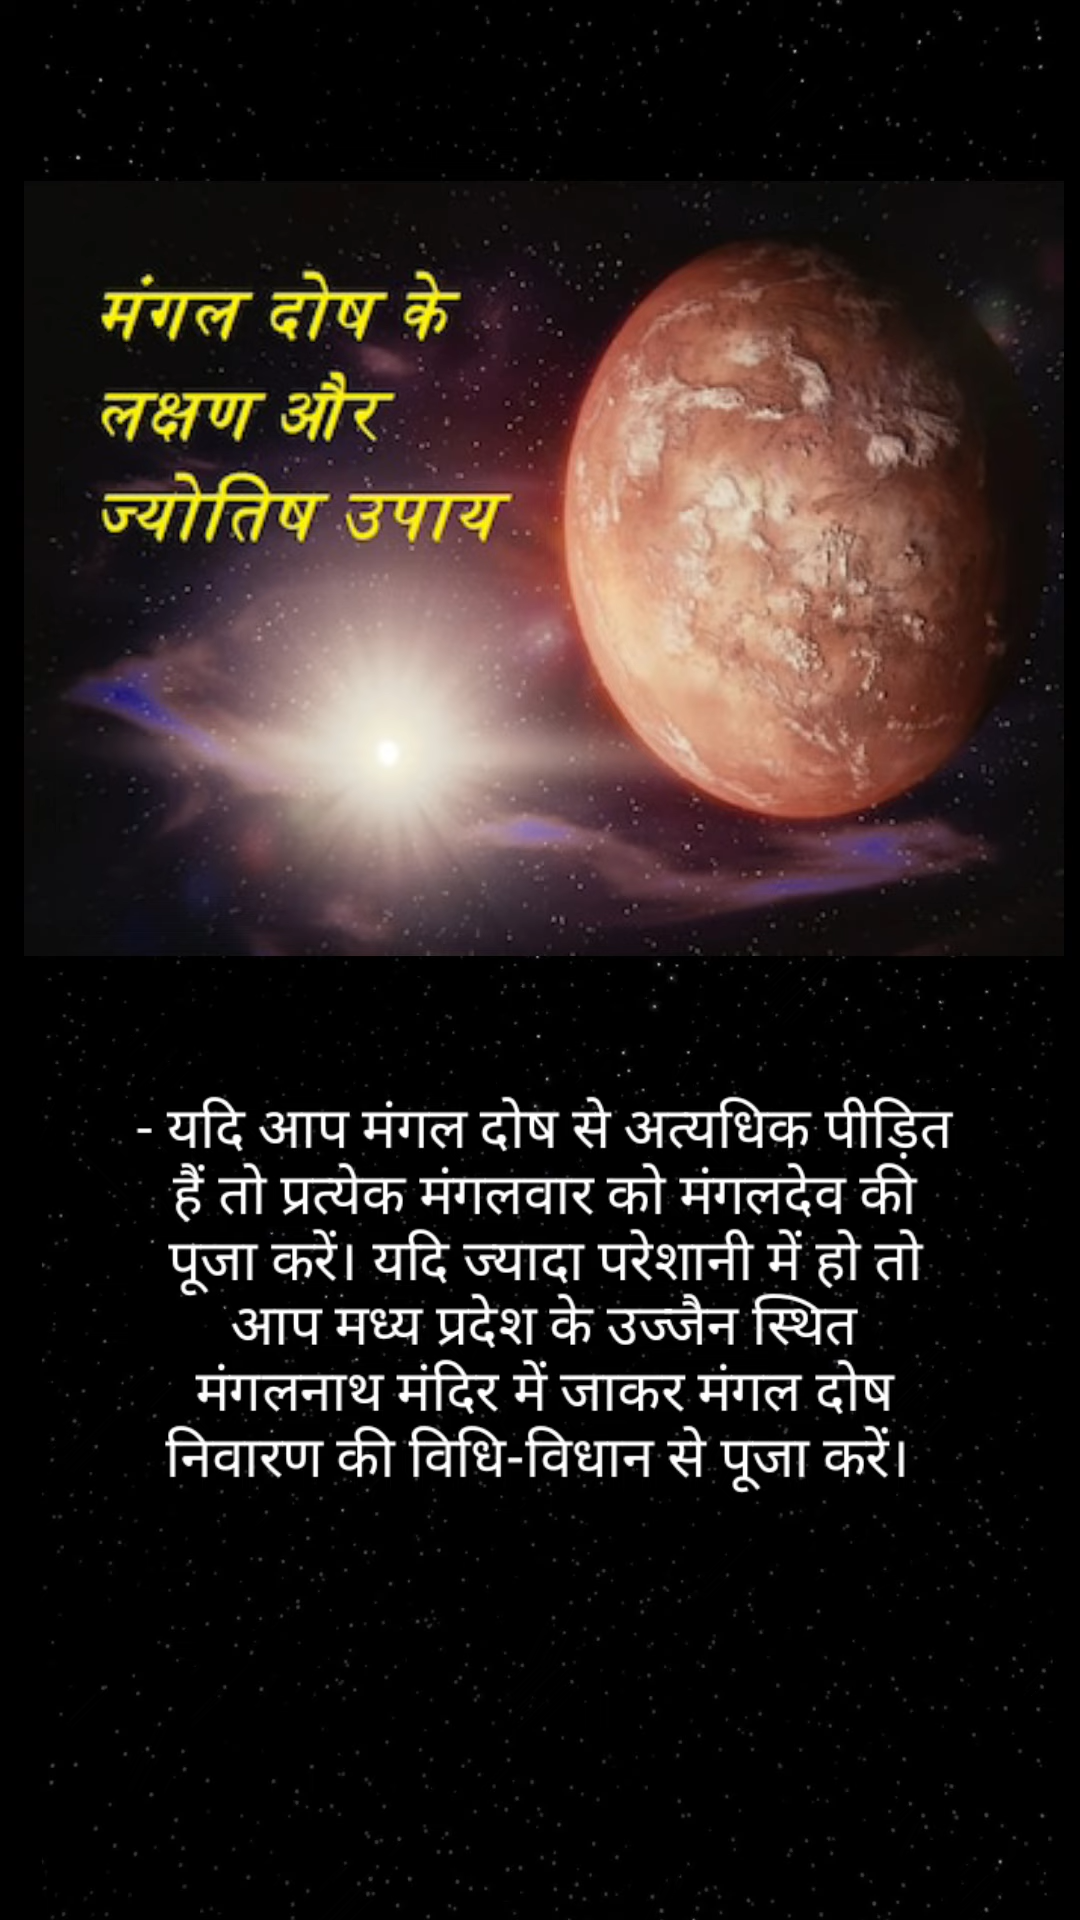 मंगल दोष के
लक्षण और
ज्योतिष उपाय
- यदि आप मंगल दोष से अत्यधिक पीड़ित
हैं तो प्रत्येक मंगलवार को मंगलदेव की
पूजा करें। यदि ज्यादा परेशानी में हो तो
आप मध्य प्रदेश के उज्जैन स्थित
मंगलनाथ मंदिर में जाकर मंगल दोष
निवारण की विधि-विधान से पूजा करें।